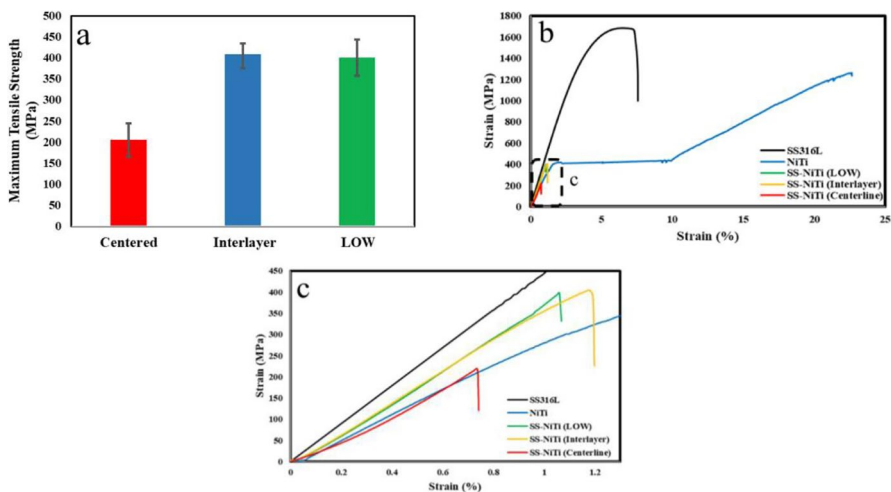 a
Maximum Tensile Strength
(MPa)
500
450
400
350
300
250
200
150
100
50
0
Centered Interlayer LOW
b
Strain (MPa)
1800
1600
1400
1200
1000
800
600
400
200
0
c
SS316L
NiTi
SS-NiTi (LOW)
SS-NiTi (Interlayer)
SS-NiTi (Centerline)
0 5 10 15 20 25
Strain (%)
c
Strain (MPa)
450
400
350
300
250
200
150
100
50
0
SS316L
NiTi
SS-NiTi (LOW)
SS-NiTi (Interlayer)
SS-NiTi (Centerline)
0 0.2 0.4 0.6 0.8 1 1.2
Strain (%)